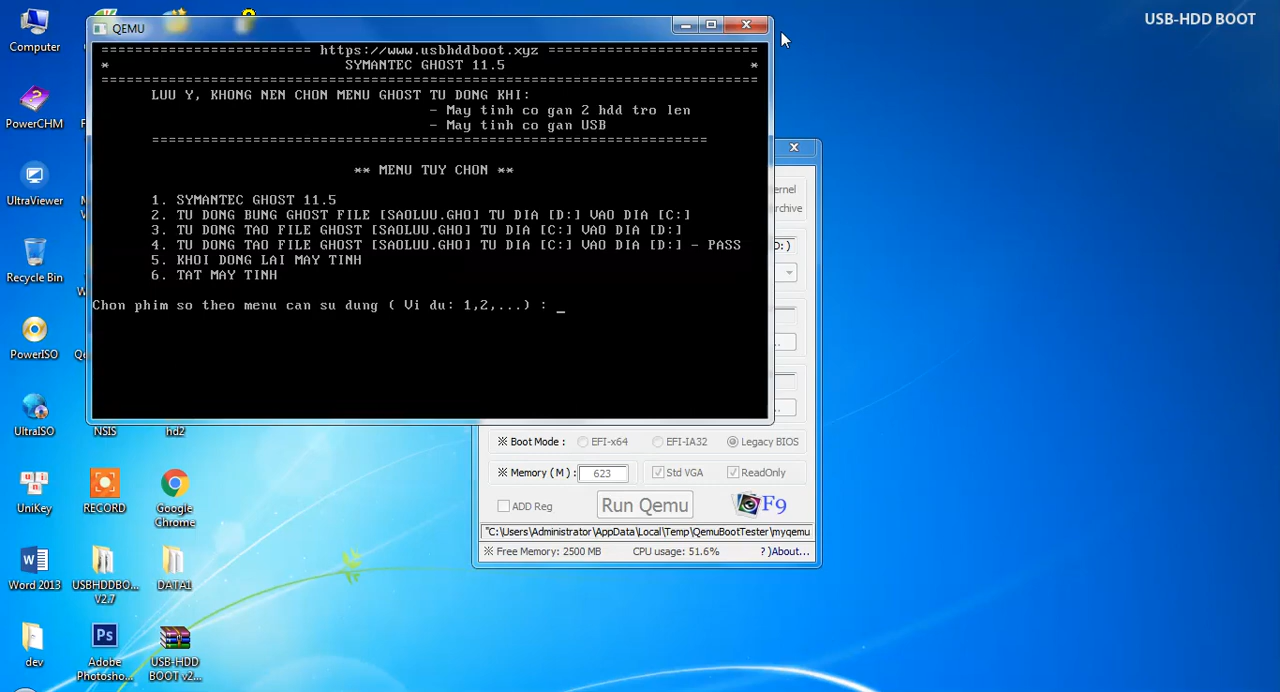 USB-HDD BOOT
Computer
PowerCHM
UltraViewer
Recycle Bin
PowerISO
UltraISO
NSIS
hd2
UniKey
RECORD
Google
Chrome
Word 2013
USBHDDBO...
V2.7
DATA1
dev
Adobe
Photosho...
USB-HDD
BOOT v2...
QEMU
========================= https://www.usbhddboot.xyz =========================
* SYMANTEC GHOST 11.5 *
LUU Y, KHONG NEN CHON MENU GHOST TU DONG KHI:
- May tinh co gan 2 hdd tro len
- May tinh co gan USB
** MENU TUY CHON **
1. SYMANTEC GHOST 11.5
2. TU DONG BUNG GHOST FILE [SAOLUU.GHO] TU DIA [D:] VAO DIA [C:]
3. TU DONG TAO FILE GHOST [SAOLUU.GHO] TU DIA [C:] VAO DIA [D:]
4. TU DONG TAO FILE GHOST [SAOLUU.GHO] TU DIA [C:] VAO DIA [D:] - PASS
5. KHOI DONG LAI MAY TINH
6. TAT MAY TINH
Chon phim so theo menu can su dung ( Vi du: 1,2,...) : _
※ Boot Mode : EFI-x64 EFI-IA32 Legacy BIOS
※ Memory ( M ) : 623 Std VGA ReadOnly
ADD Reg Run Qemu F9
"C:\Users\Administrator\AppData\Local\Temp\QemuBootTester\myqemu
※ Free Memory: 2500 MB CPU usage: 51.6% ? )About...